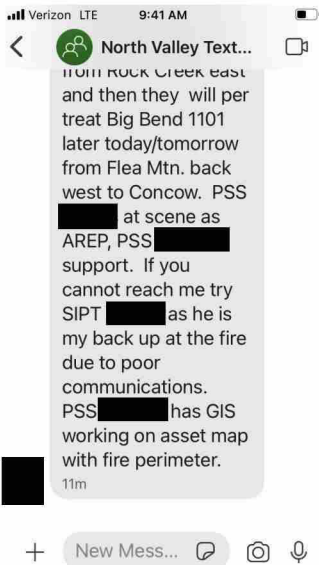 Verizon LTE 9:41 AM
North Valley Text...
from Rock Creek east
and then they will per
treat Big Bend 1101
later today/tomorrow
from Flea Mtn. back
west to Concow. PSS
at scene as
AREP, PSS
support. If you
cannot reach me try
SIPT as he is
my back up at the fire
due to poor
communications.
PSS has GIS
working on asset map
with fire perimeter.
11m
New Mess...